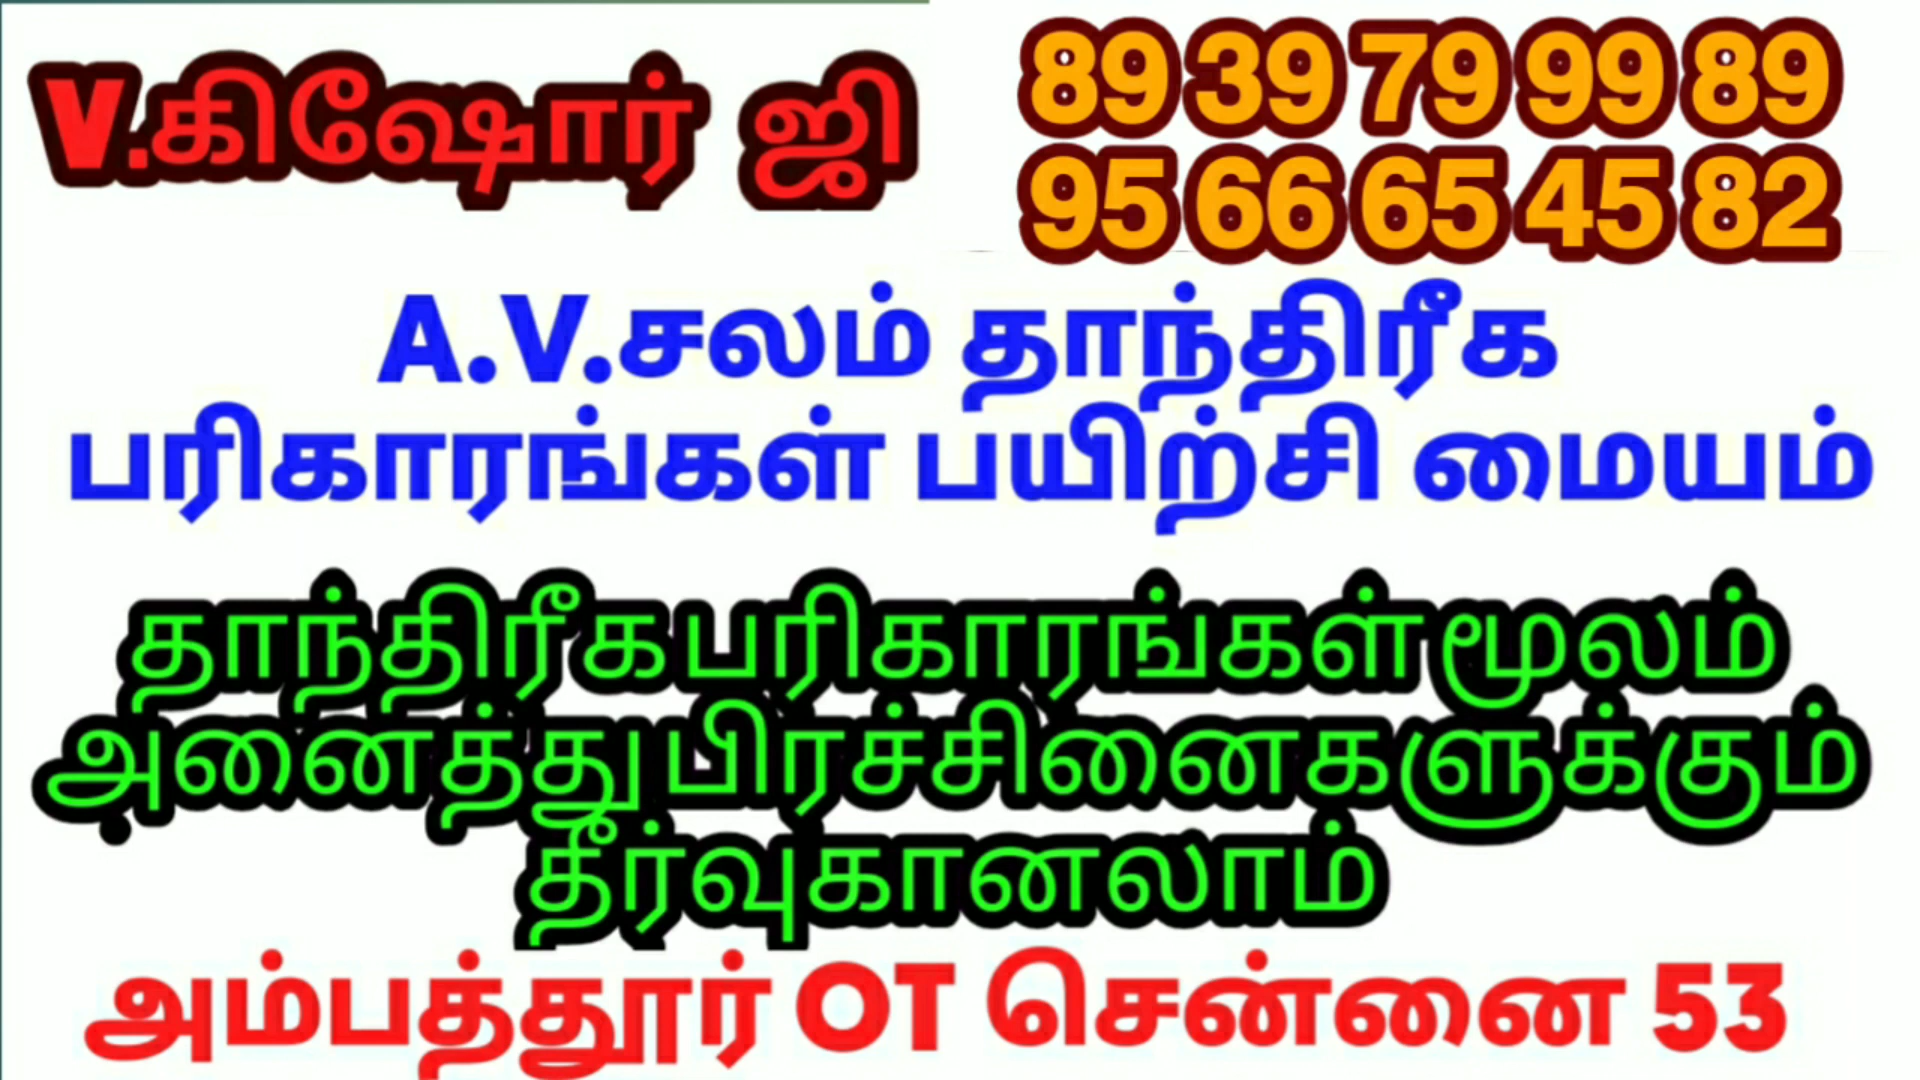 V.கிஷோர் ஜி
89 39 79 99 89
95 66 65 45 82
A.V.சலம் தாந்திரீக
பரிகாரங்கள் பயிற்சி மையம்
தாந்திரீக பரிகாரங்கள் மூலம்
அனைத்து பிரச்சினைகளுக்கும்
தீர்வுகானலாம்
அம்பத்தூர் OT சென்னை 53